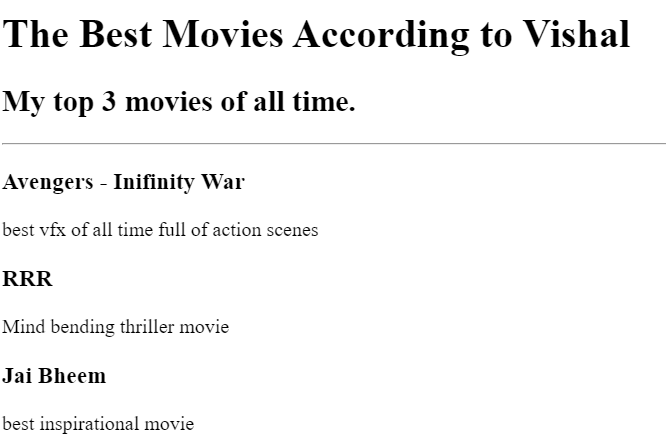 The Best Movies According to Vishal
My top 3 movies of all time.
Avengers - Inifinity War
best vfx of all time full of action scenes
RRR
Mind bending thriller movie
Jai Bheem
best inspirational movie